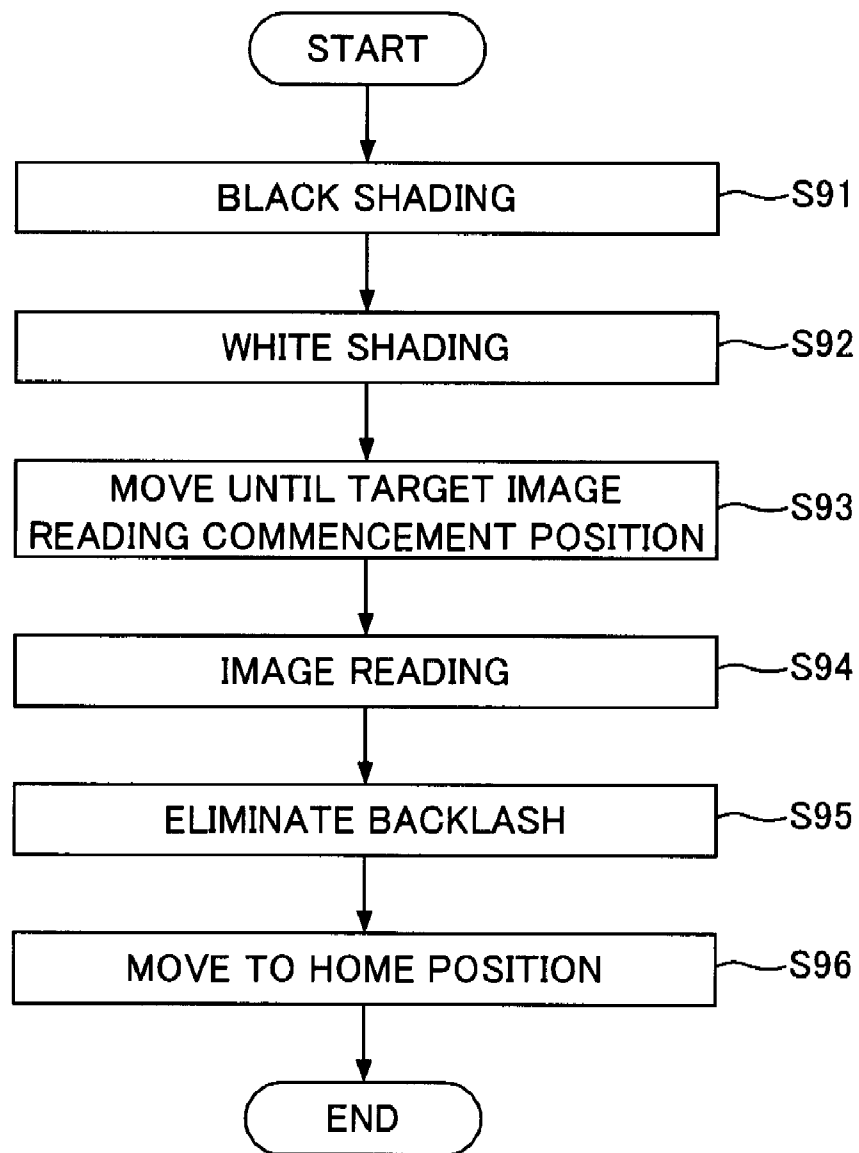 START
BLACK SHADING
S91
WHITE SHADING
S92
MOVE UNTIL TARGET IMAGE
READING COMMENCEMENT POSITION
S93
IMAGE READING
S94
ELIMINATE BACKLASH
S95
MOVE TO HOME POSITION
S96
END